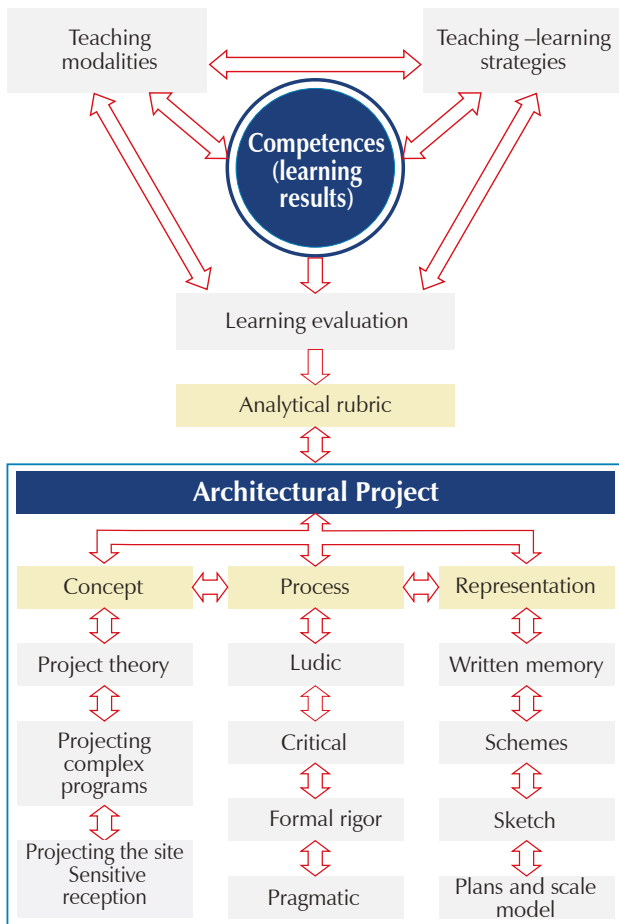 Teaching
modalities
Teaching –learning
strategies
Competences
(learning
results)
Learning evaluation
Analytical rubric
Architectural Project
Concept
Process
Representation
Project theory
Ludic
Written memory
Projecting
complex
programs
Critical
Schemes
Formal rigor
Sketch
Projecting the site
Sensitive
reception
Pragmatic
Plans and scale
model